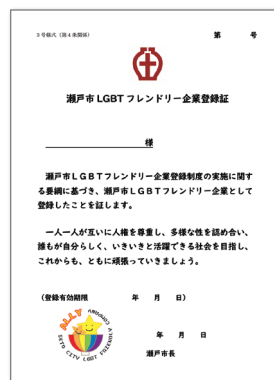 3号様式（第4条関係）
第　　号
瀬戸市LGBTフレンドリー企業登録証
様
瀬戸市LGBTフレンドリー企業登録制度の実施に関す
る要綱に基づき、瀬戸市LGBTフレンドリー企業として
登録したことを証します。
一人一人が互いに人権を尊重し、多様な性を認め合い、
誰もが自分らしく、いきいきと活躍できる社会を目指し、
これからも、ともに頑張っていきましょう。
（登録有効期限　　年　月　日）
ALLY COMPANY
SETO CITY LGBT FRIENDLY
年　月　日
瀬戸市長